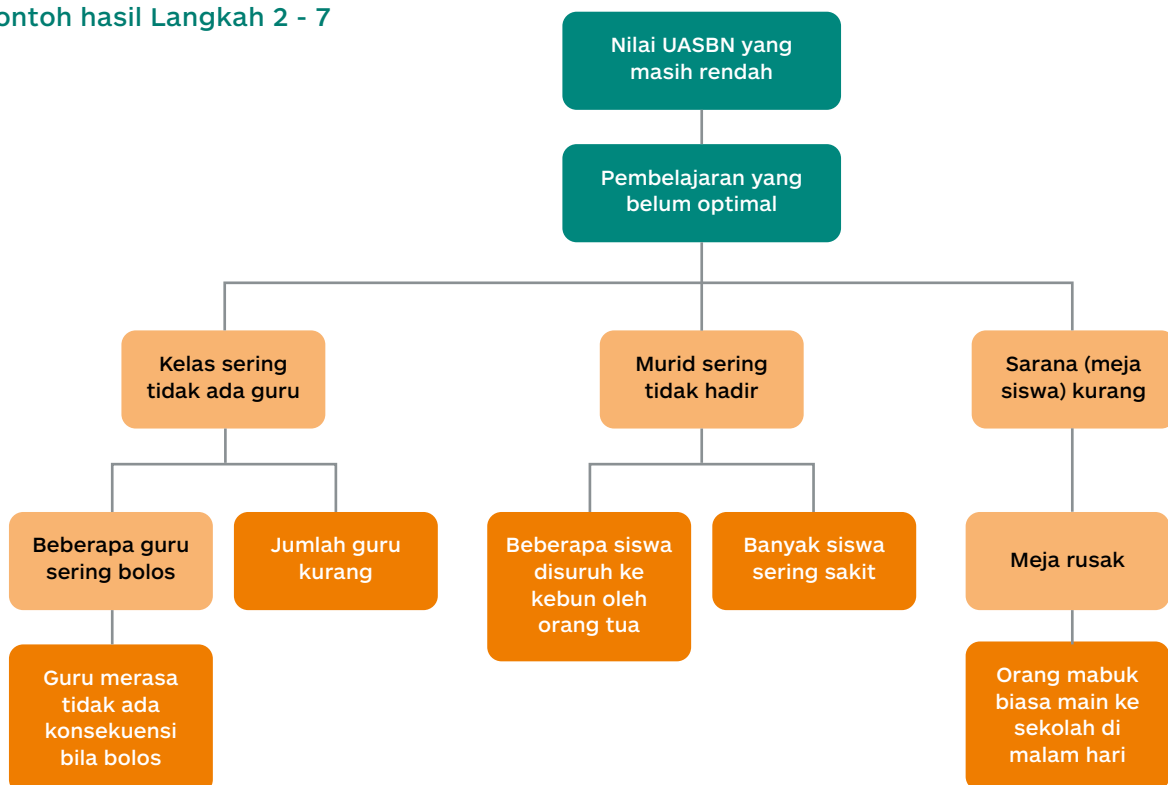 ontoh hasil Langkah 2 - 7
Nilai UASBN yang
masih rendah
Pembelajaran yang
belum optimal
Kelas sering
tidak ada guru
Murid sering
tidak hadir
Sarana (meja
siswa) kurang
Beberapa guru
sering bolos
Jumlah guru
kurang
Beberapa siswa
disuruh ke
kebun oleh
orang tua
Banyak siswa
sering sakit
Meja rusak
Guru merasa
tidak ada
konsekuensi
bila bolos
Orang mabuk
biasa main ke
sekolah di
malam hari